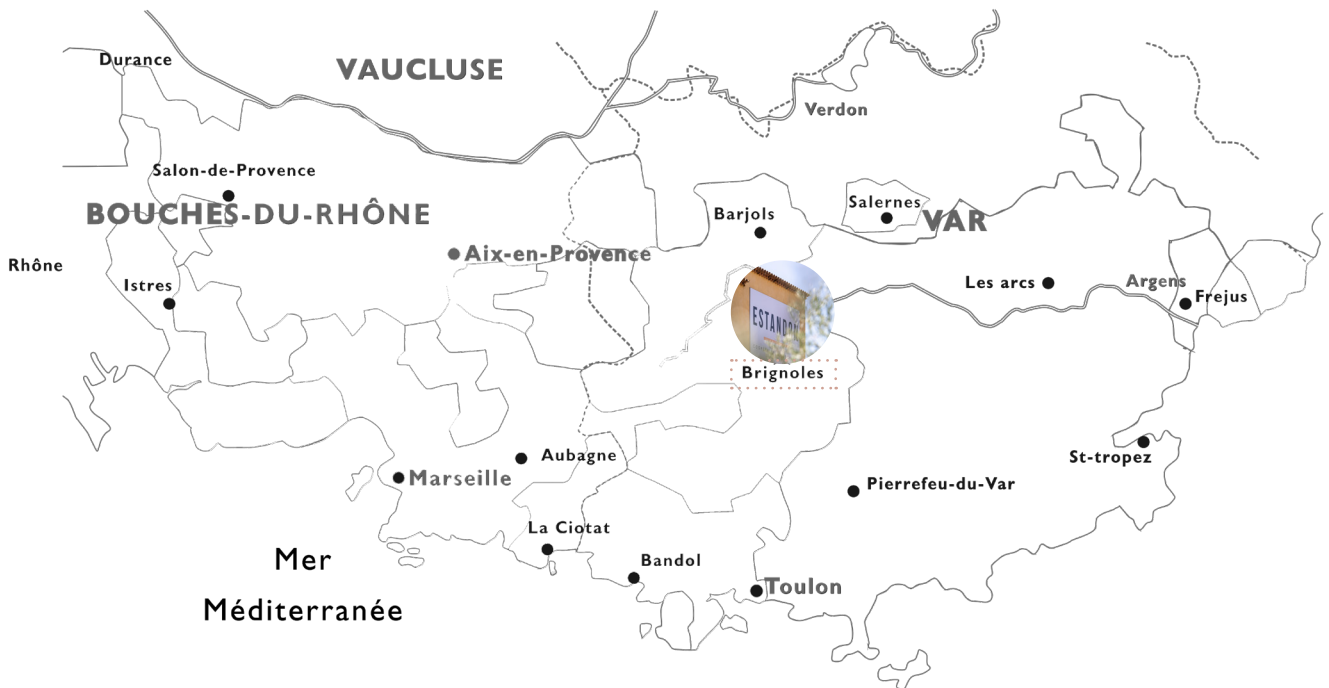 Durance
VAUCLUSE
Verdon
Salon-de-Provence
BOUCHES-DU-RHÔNE
Barjols
Salernes
VAR
Rhône
Aix-en-Provence
Istres
Les arcs
Argens
Frejus
Brignoles
Aubagne
St-tropez
Marseille
Pierrefeu-du-Var
La Ciotat
Mer
Méditerranée
Bandol
Toulon